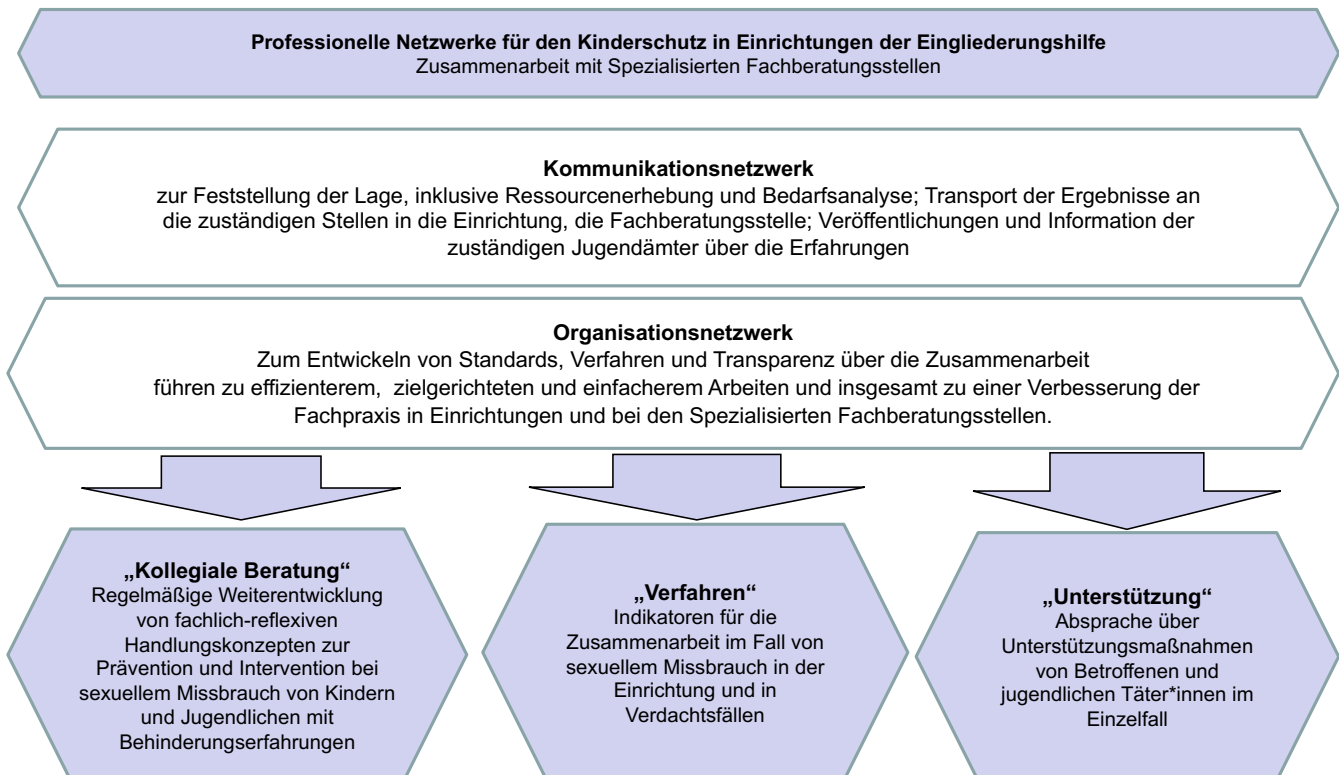 Professionelle Netzwerke für den Kinderschutz in Einrichtungen der Eingliederungshilfe
Zusammenarbeit mit Spezialisierten Fachberatungsstellen
Kommunikationsnetzwerk
zur Feststellung der Lage, inklusive Ressourcenerhebung und Bedarfsanalyse; Transport der Ergebnisse an
die zuständigen Stellen in die Einrichtung, die Fachberatungsstelle; Veröffentlichungen und Information der
zuständigen Jugendämter über die Erfahrungen
Organisationsnetzwerk
Zum Entwickeln von Standards, Verfahren und Transparenz über die Zusammenarbeit
führen zu effizienterem, zielgerichteten und einfacherem Arbeiten und insgesamt zu einer Verbesserung der
Fachpraxis in Einrichtungen und bei den Spezialisierten Fachberatungsstellen.
„Kollegiale Beratung“
Regelmäßige Weiterentwicklung
von fachlich-reflexiven
Handlungskonzepten zur
Prävention und Intervention bei
sexuellem Missbrauch von Kindern
und Jugendlichen mit
Behinderungserfahrungen
„Verfahren“
Indikatoren für die
Zusammenarbeit im Fall von
sexuellem Missbrauch in der
Einrichtung und in
Verdachtsfällen
„Unterstützung“
Absprache über
Unterstützungsmaßnahmen
von Betroffenen und
jugendlichen Täter*innen im
Einzelfall